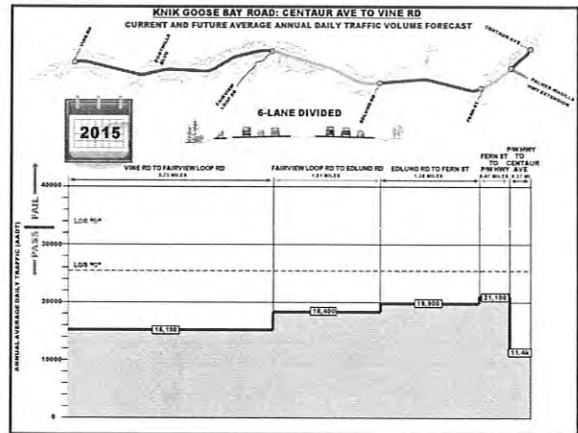 KNIK GOOSE BAY ROAD: CENTAUR AVE TO VINE RD
CURRENT AND FUTURE AVERAGE ANNUAL DAILY TRAFFIC VOLUME FORECAST
VINE RD
FAIRVIEW
LOOP RD
EDLUND RD
FERN ST
CENTAUR AVE
PALMER-WASILLA
HWY EXTENSION
2015
6-LANE DIVIDED
VINE RD TO FAIRVIEW LOOP RD
FAIRVIEW LOOP RD TO EDLUND RD
EDLUND RD TO FERN ST
FERN ST
TO
P/W HWY
P/W HWY
TO
CENTAUR
AVE
ANNUAL AVERAGE DAILY TRAFFIC (AADT)
PASS
FAIL
40000
30000
20000
10000
0
LOS "D"
LOS "C"
18,400
19,900
21,100
11.4k